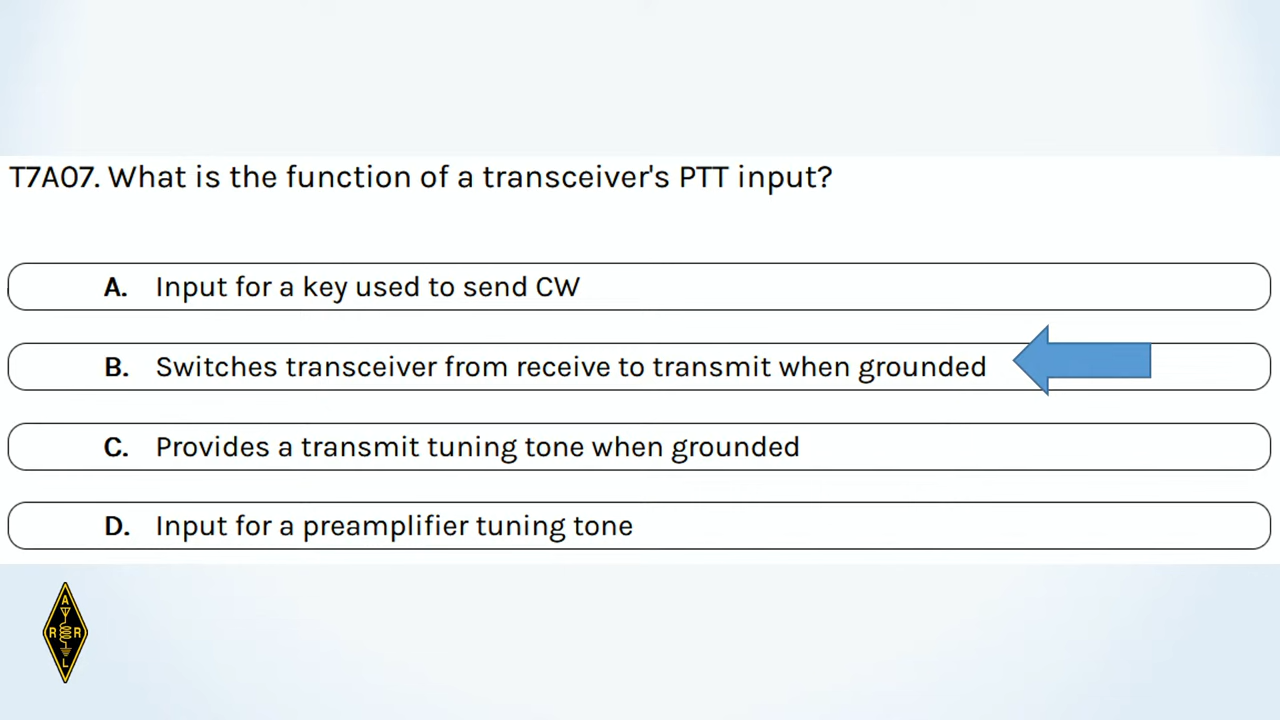 T7A07. What is the function of a transceiver's PTT input?
A. Input for a key used to send CW
B. Switches transceiver from receive to transmit when grounded
C. Provides a transmit tuning tone when grounded
D. Input for a preamplifier tuning tone
A
R R
L